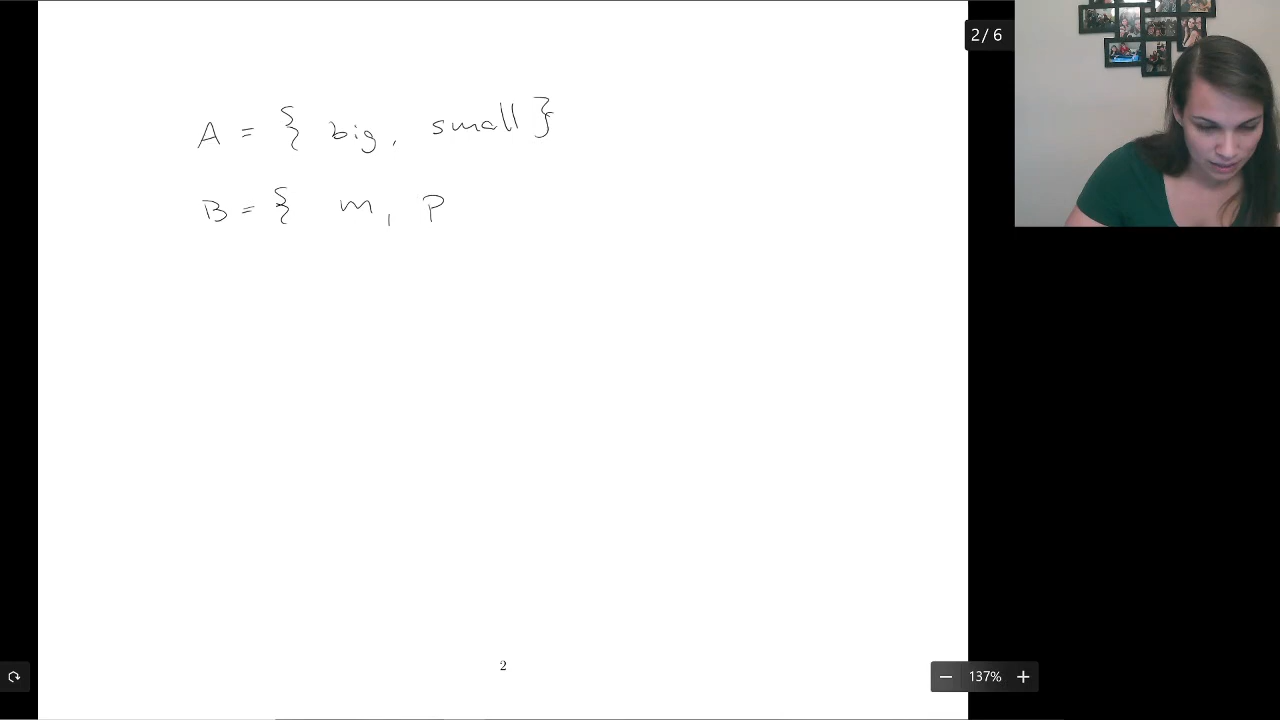 2 / 6
A = { big, small }
B = { m, p
2
137%